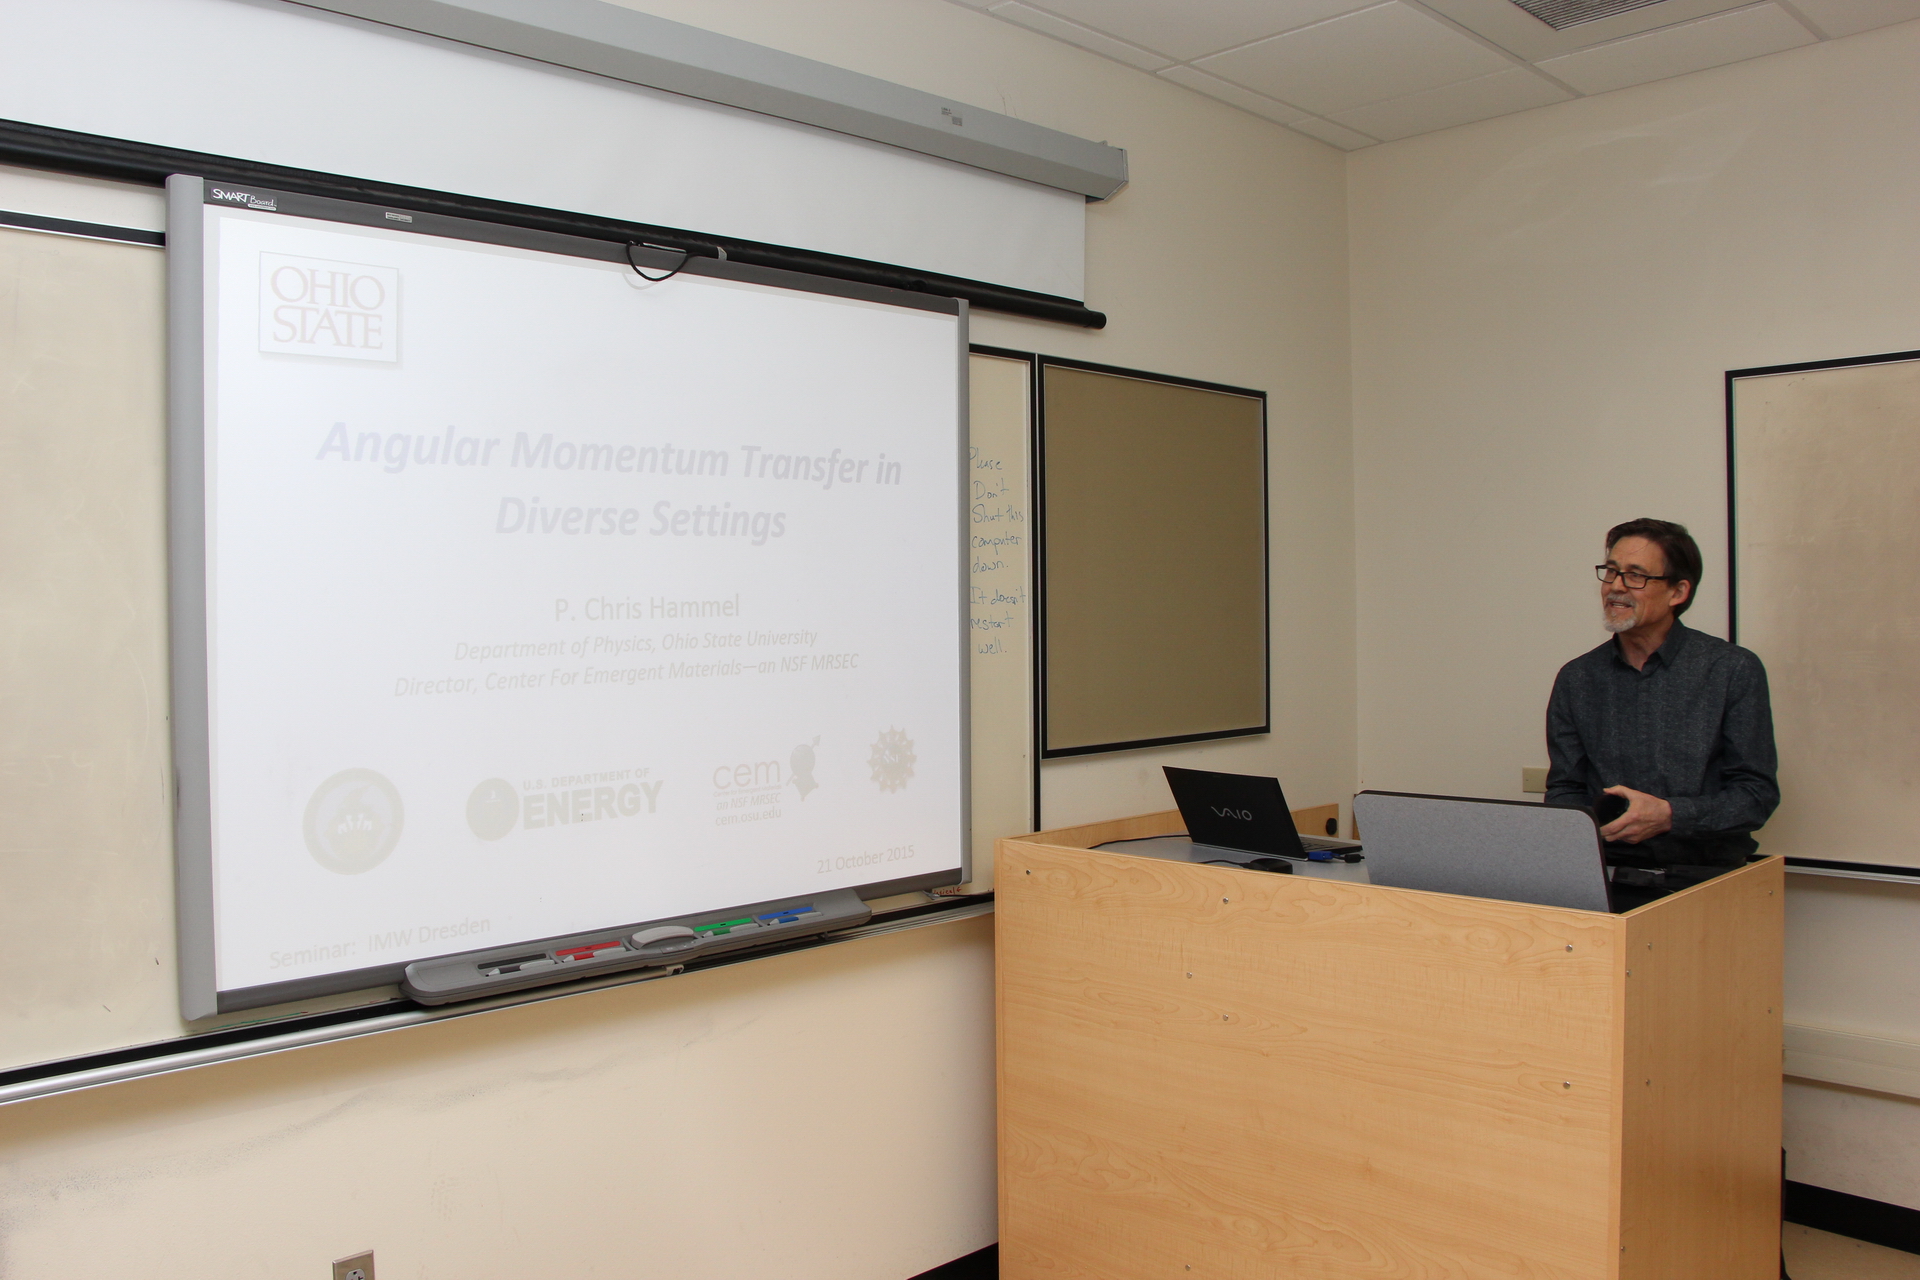 SMART Board
OHIO
STATE
Angular Momentum Transfer in
Diverse Settings
P. Chris Hammel
Department of Physics, Ohio State University
Director, Center For Emergent Materials—an NSF MRSEC
U.S. DEPARTMENT OF
ENERGY
cem
an NSF MRSEC
cem.osu.edu
NSF
21 October 2015
Seminar: IMW Dresden
Please
Don't
Shut this
computer
down.
It doesn't
restart
well.
VAIO